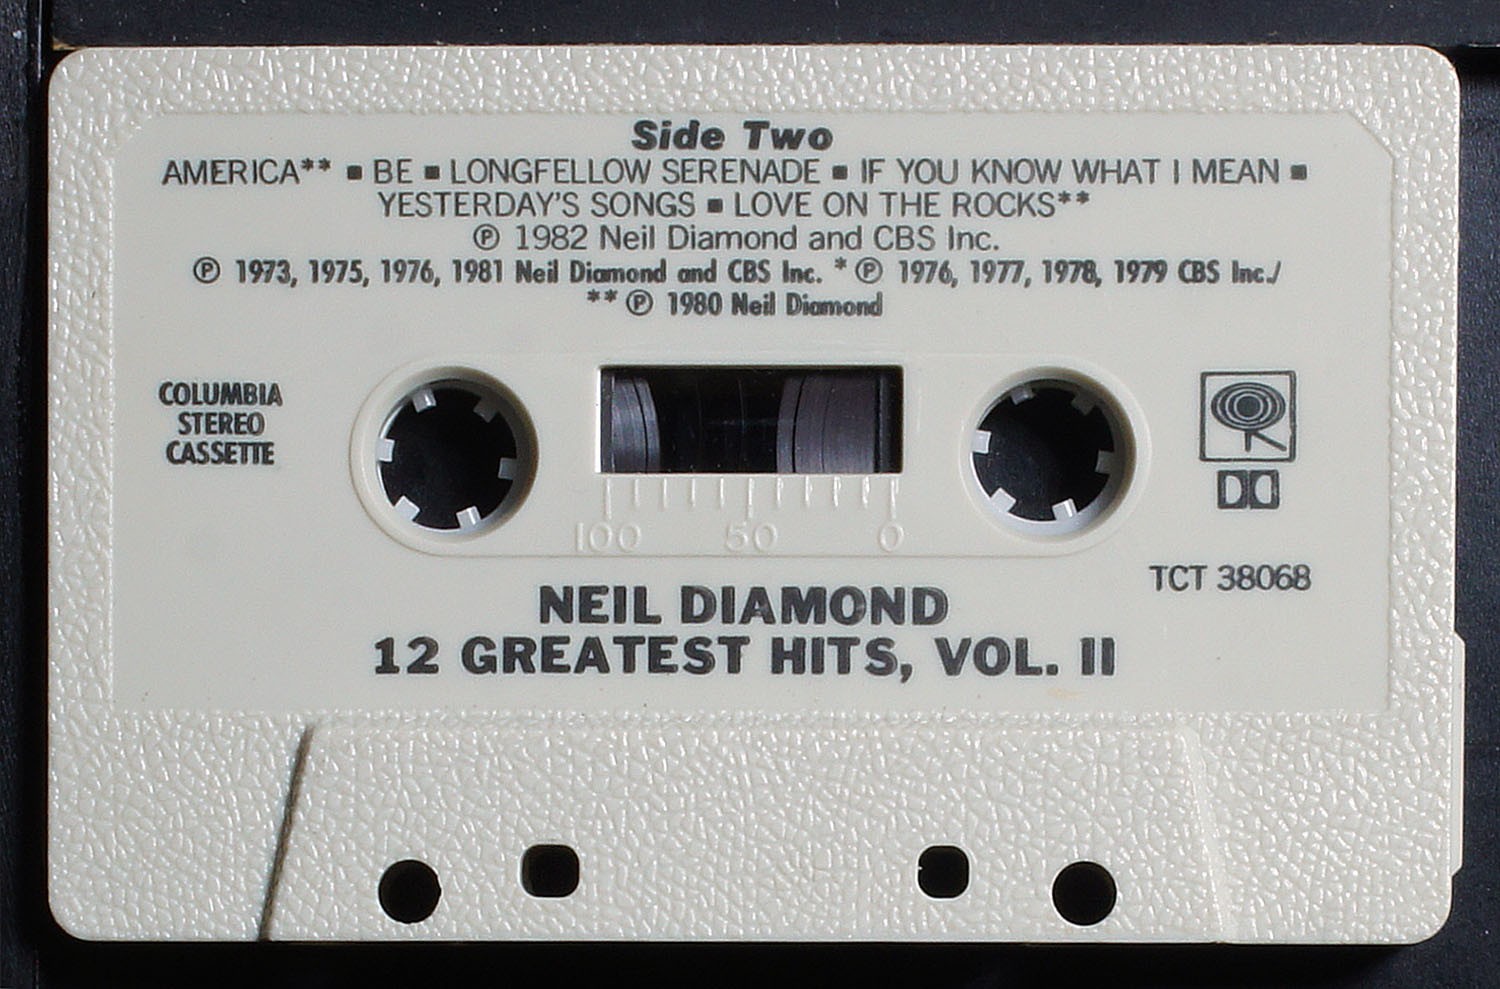 Side Two
AMERICA** ▪ BE ▪ LONGFELLOW SERENADE ▪ IF YOU KNOW WHAT I MEAN ▪
YESTERDAY'S SONGS ▪ LOVE ON THE ROCKS**
℗ 1982 Neil Diamond and CBS Inc.
℗ 1973, 1975, 1976, 1981 Neil Diamond and CBS Inc. *℗ 1976, 1977, 1978, 1979 CBS Inc./
**℗ 1980 Neil Diamond
COLUMBIA
STEREO
CASSETTE
100 50 0
TCT 38068
NEIL DIAMOND
12 GREATEST HITS, VOL. II